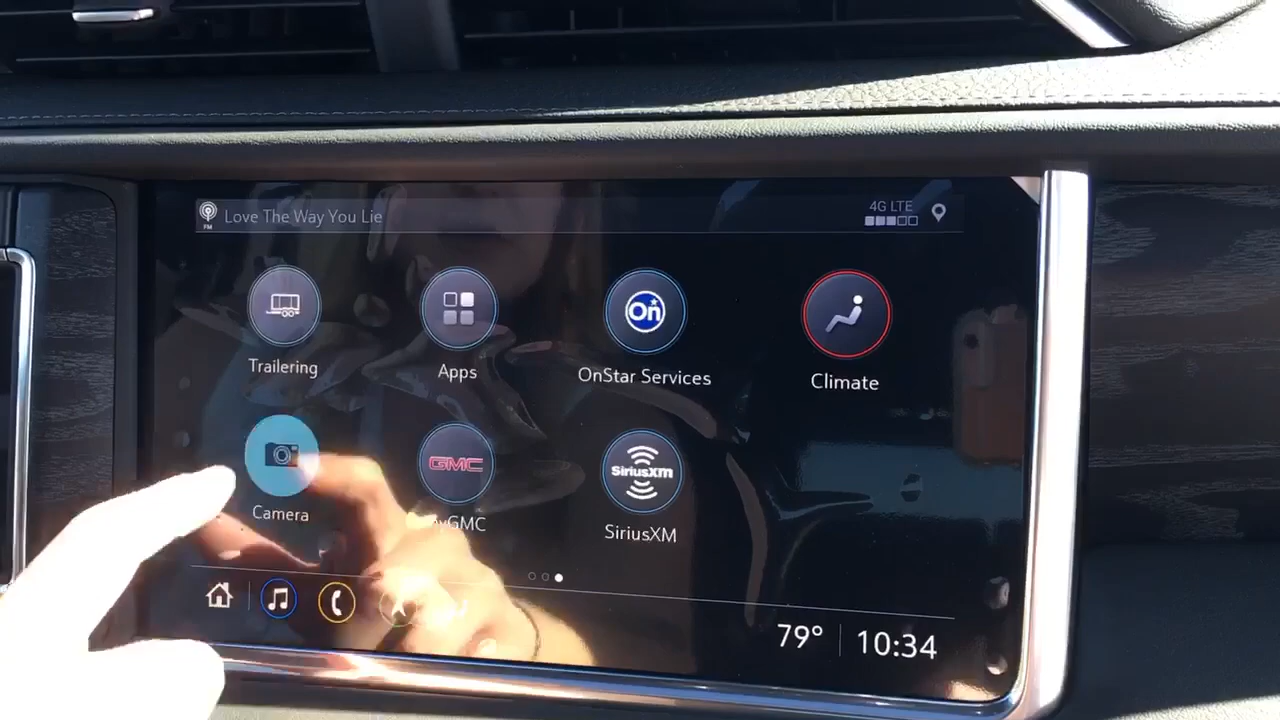 FM
Love The Way You Lie
4G LTE
Trailering
Apps
On
OnStar Services
Climate
Camera
GMC
myGMC
SiriusXM
SiriusXM
79°
10:34